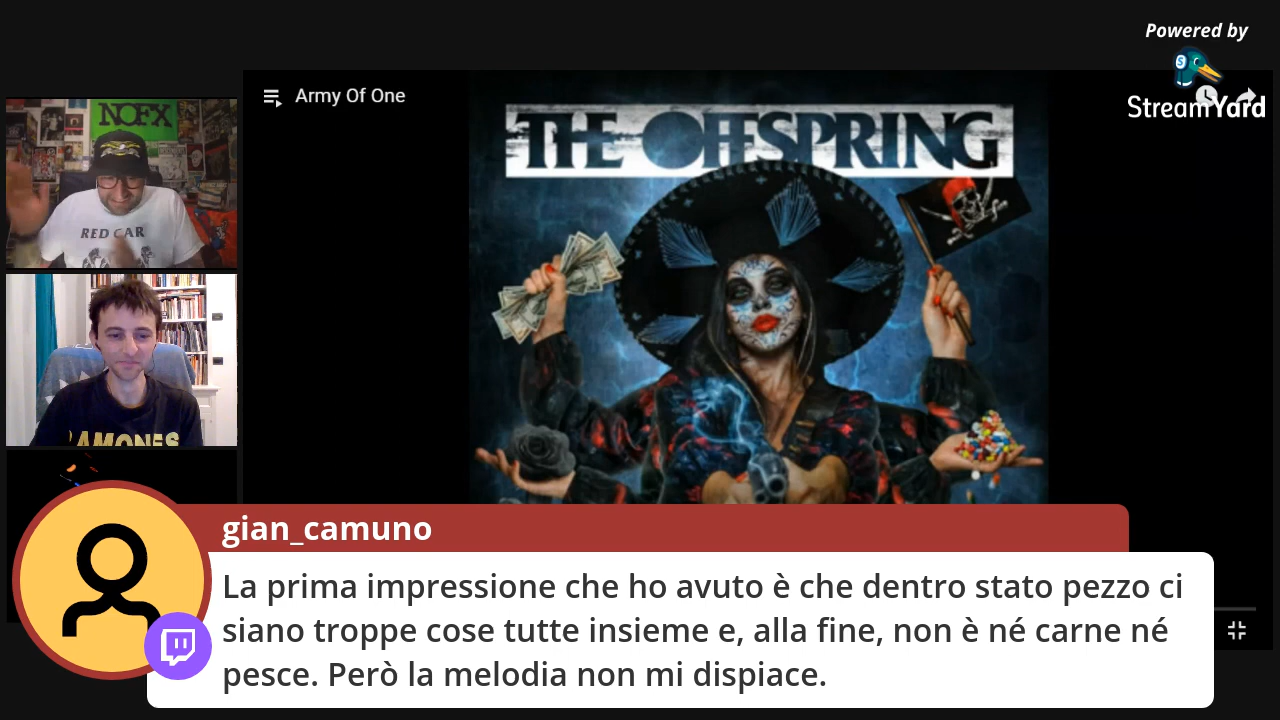 Powered by
StreamYard
Army Of One
THE OFFSPRING
NOFX
RED CAR
RAMONES
gian_camuno
La prima impressione che ho avuto è che dentro stato pezzo ci
siano troppe cose tutte insieme e, alla fine, non è né carne né
pesce. Però la melodia non mi dispiace.